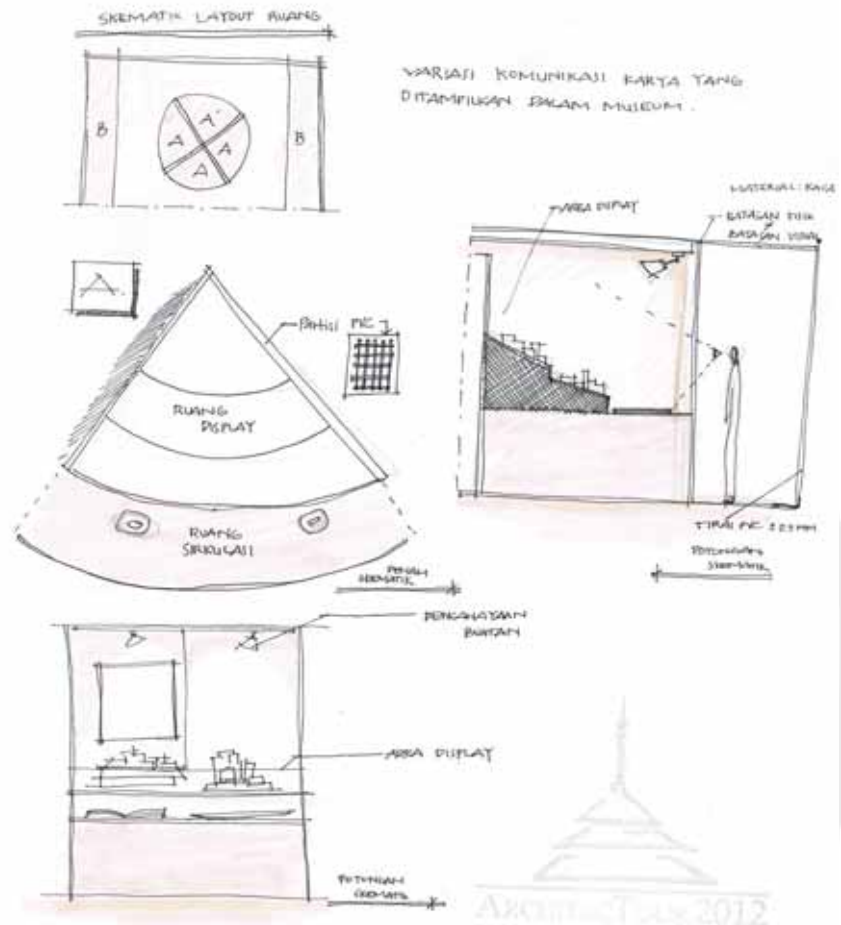 SKEMATIK LAYOUT RUANG
VARIASI KOMUNIKASI KARYA YANG
DITAMPILKAN DALAM MUSEUM.
B
A
A
A
A
B
MATERIAL: KACA
AREA DISPLAY
BATASAN FISIK
BATASAN VISUAL
A
Partisi PVC
RUANG
DISPLAY
RUANG
SIRKULASI
DENAH
SKEMATIK
TIRAI PVC
POTONGAN
SKEMATIK
PENCAHAYAAN
BUATAN
AREA DISPLAY
POTONGAN
SKEMATIK
2012